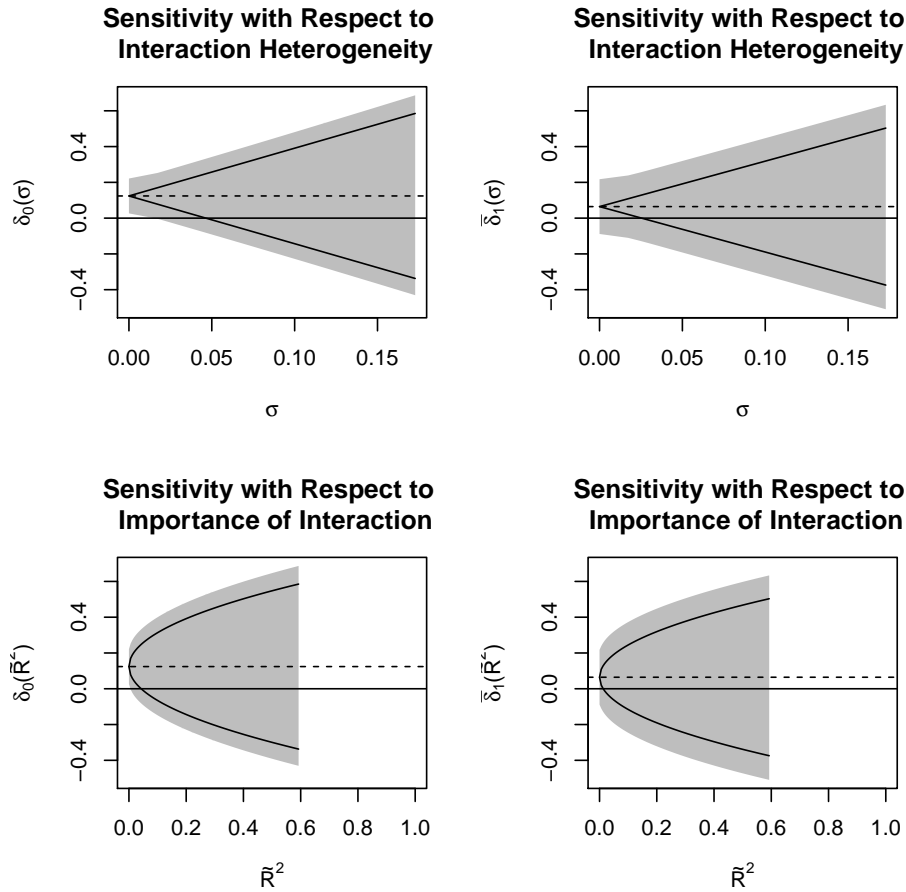 Sensitivity with Respect to
Interaction Heterogeneity
δ₀(σ)
0.4
0.0
−0.4
0.00 0.05 0.10 0.15
σ
Sensitivity with Respect to
Interaction Heterogeneity
δ̅₁(σ)
0.4
0.0
−0.4
0.00 0.05 0.10 0.15
σ
Sensitivity with Respect to
Importance of Interaction
δ₀(R̃²)
0.4
0.0
−0.4
0.0 0.2 0.4 0.6 0.8 1.0
R̃²
Sensitivity with Respect to
Importance of Interaction
δ̅₁(R̃²)
0.4
0.0
−0.4
0.0 0.2 0.4 0.6 0.8 1.0
R̃²